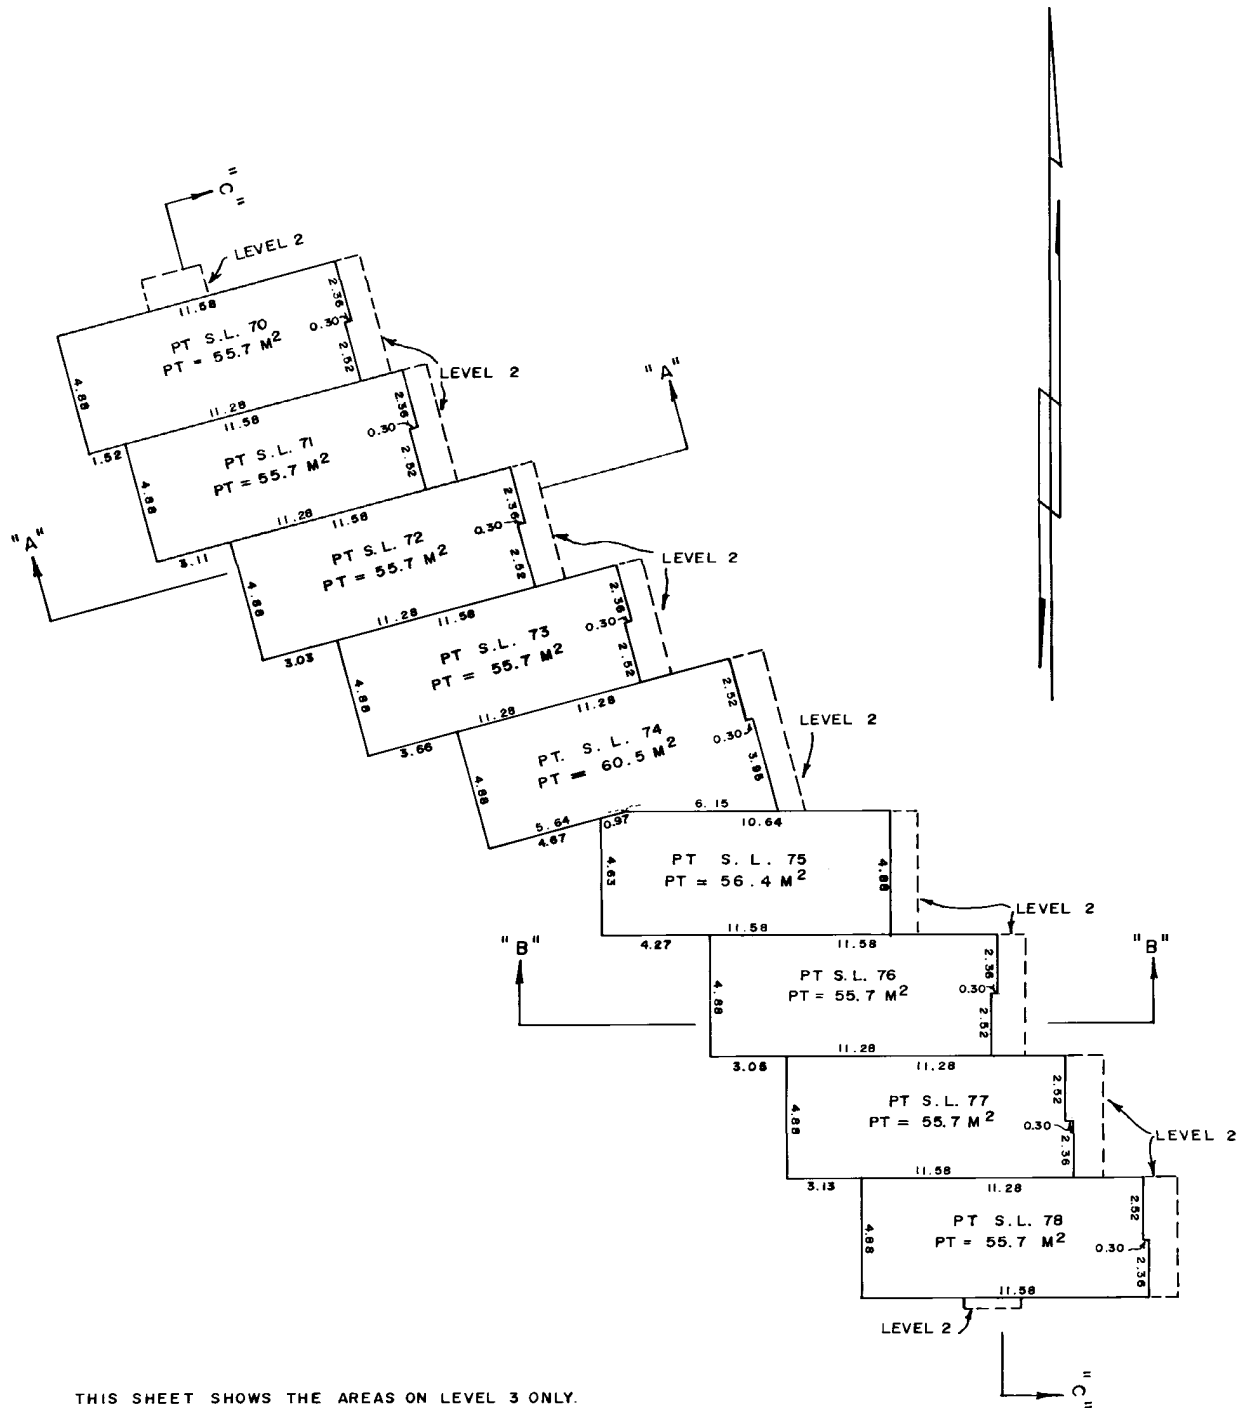 "C"
LEVEL 2
11.58
2.36
PT S.L. 70
PT = 55.7 M2
0.30
2.52
4.88
11.28
1.52
LEVEL 2
"A"
11.58
2.36
PT S.L. 71
PT = 55.7 M2
0.30
2.52
4.88
11.28
3.11
"A"
11.58
2.36
PT S.L. 72
PT = 55.7 M2
0.30
2.52
4.88
11.28
3.03
LEVEL 2
11.58
2.36
PT S.L. 73
PT = 55.7 M2
0.30
2.52
4.88
11.28
3.66
11.28
2.52
PT. S.L. 74
PT = 60.5 M2
0.30
3.95
4.88
5.64
4.67
0.97
6.15
LEVEL 2
10.64
PT S.L. 75
PT = 56.4 M2
4.63
4.88
11.58
4.27
LEVEL 2
"B"
"B"
11.58
2.36
PT S.L. 76
PT = 55.7 M2
0.30
2.52
4.88
11.28
11.28
2.52
PT S.L. 77
PT = 55.7 M2
0.30
2.36
4.88
11.58
3.13
LEVEL 2
11.28
2.52
PT S.L. 78
PT = 55.7 M2
0.30
2.36
4.88
11.58
LEVEL 2
"C"
THIS SHEET SHOWS THE AREAS ON LEVEL 3 ONLY.